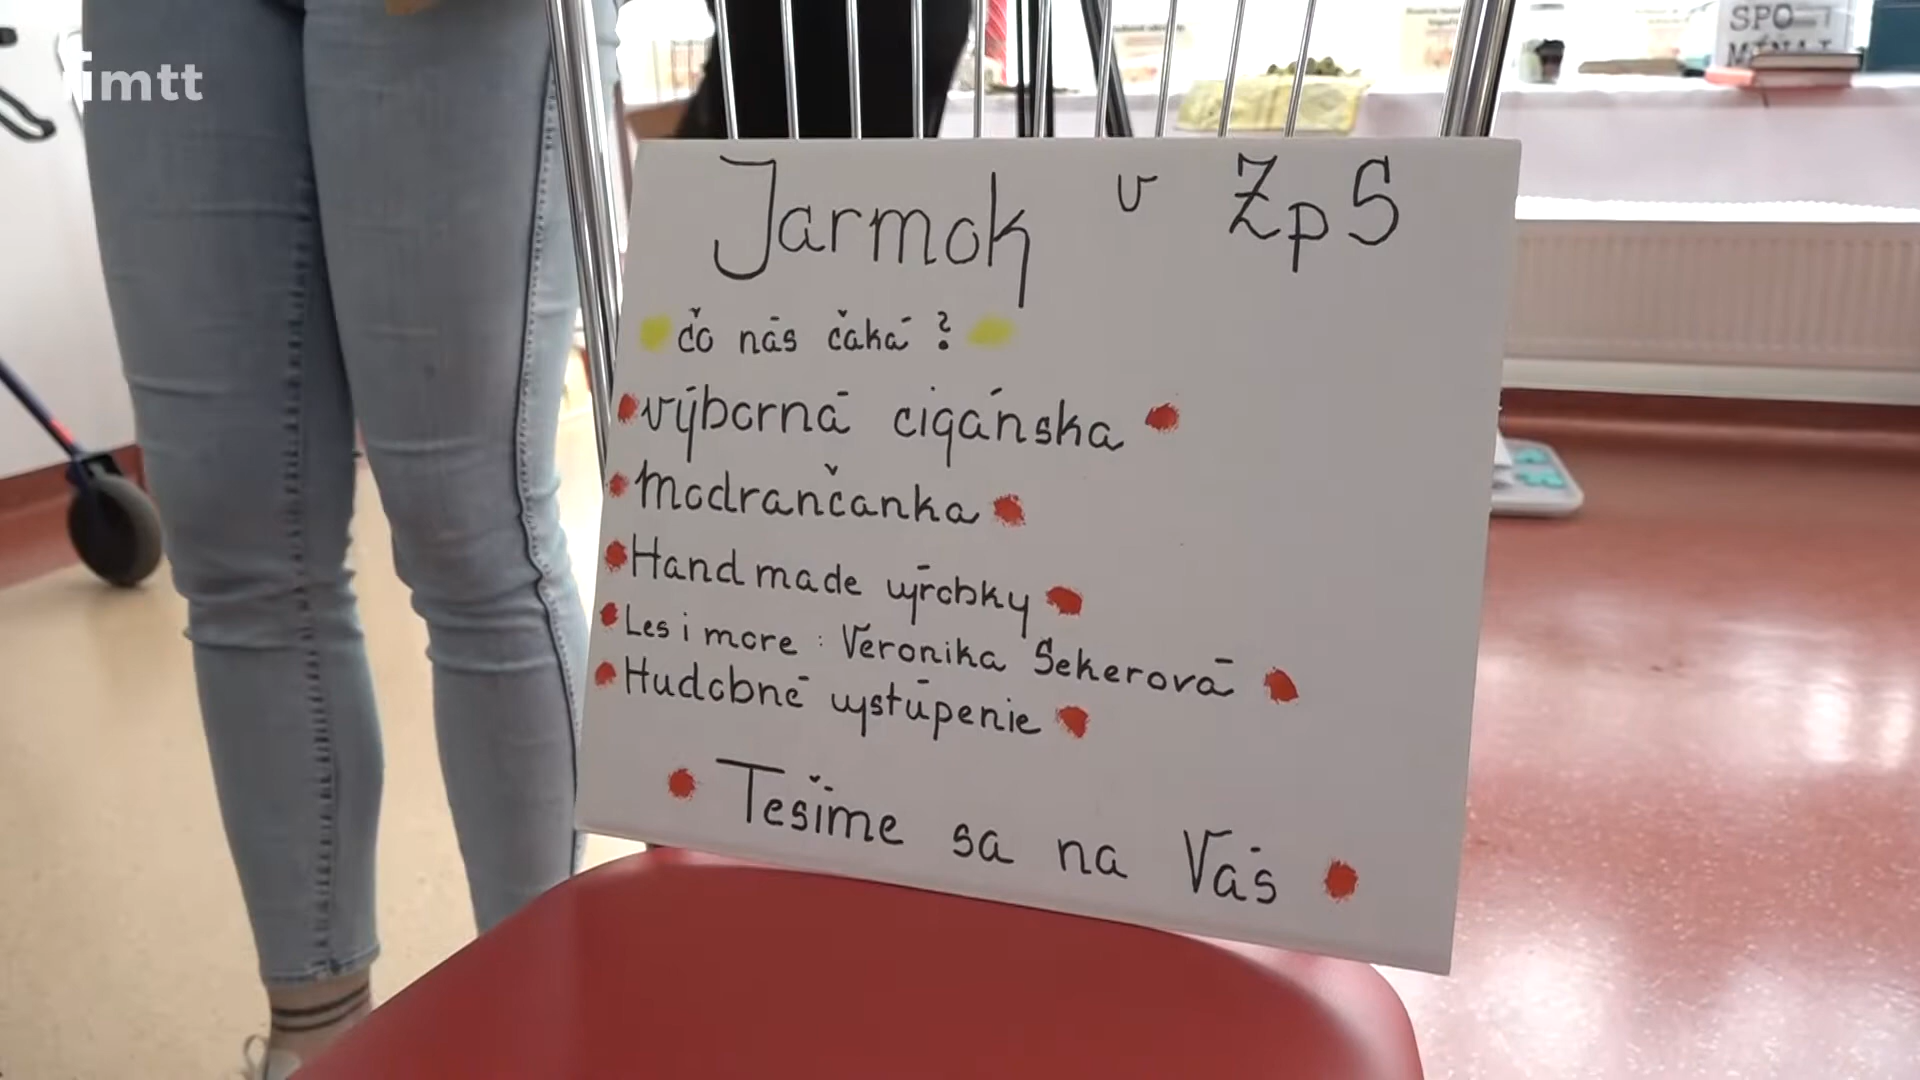 imtt
SPO
Jarmok v ZpS
čo nás čaká?
výborná cigánska
Modrančanka
Handmade výrobky
Les i more : Veronika Sekerová
Hudobné vystúpenie
Tešíme sa na Vás